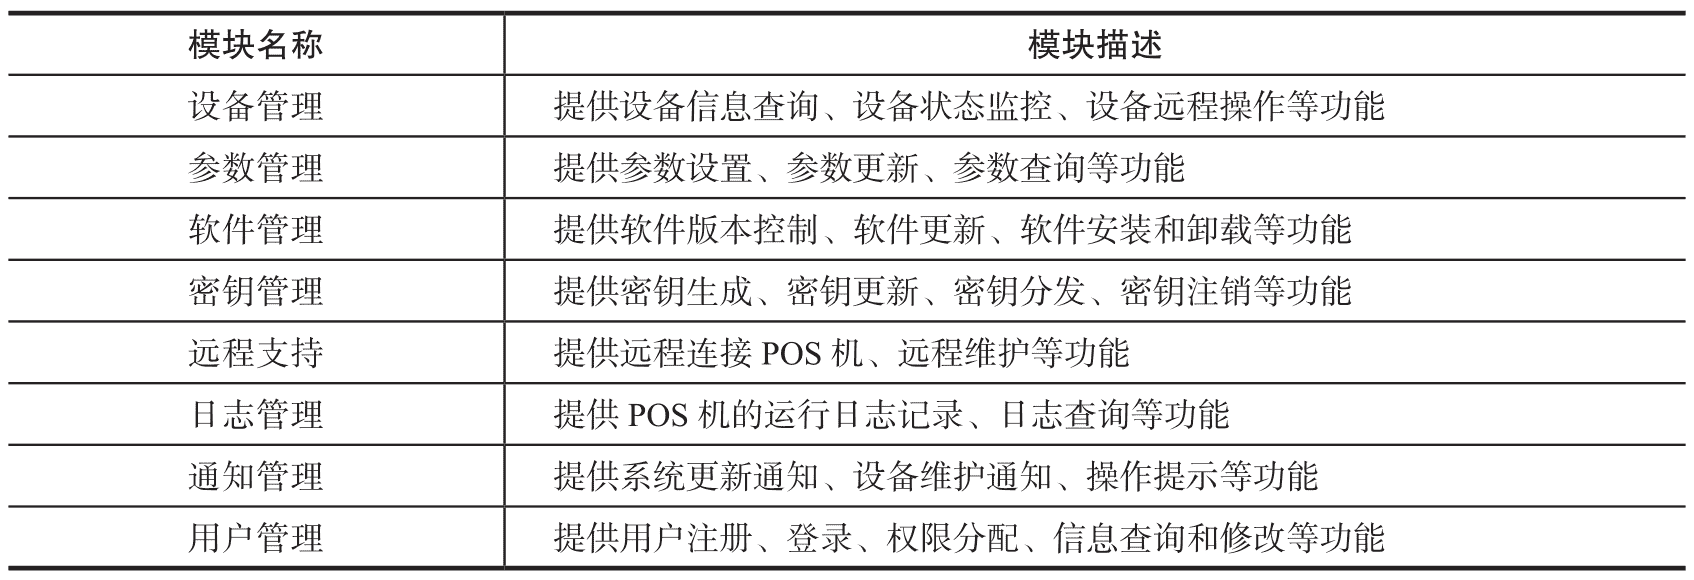 模块名称 模块描述
设备管理 提供设备信息查询、设备状态监控、设备远程操作等功能
参数管理 提供参数设置、参数更新、参数查询等功能
软件管理 提供软件版本控制、软件更新、软件安装和卸载等功能
密钥管理 提供密钥生成、密钥更新、密钥分发、密钥注销等功能
远程支持 提供远程连接 POS 机、远程维护等功能
日志管理 提供 POS 机的运行日志记录、日志查询等功能
通知管理 提供系统更新通知、设备维护通知、操作提示等功能
用户管理 提供用户注册、登录、权限分配、信息查询和修改等功能